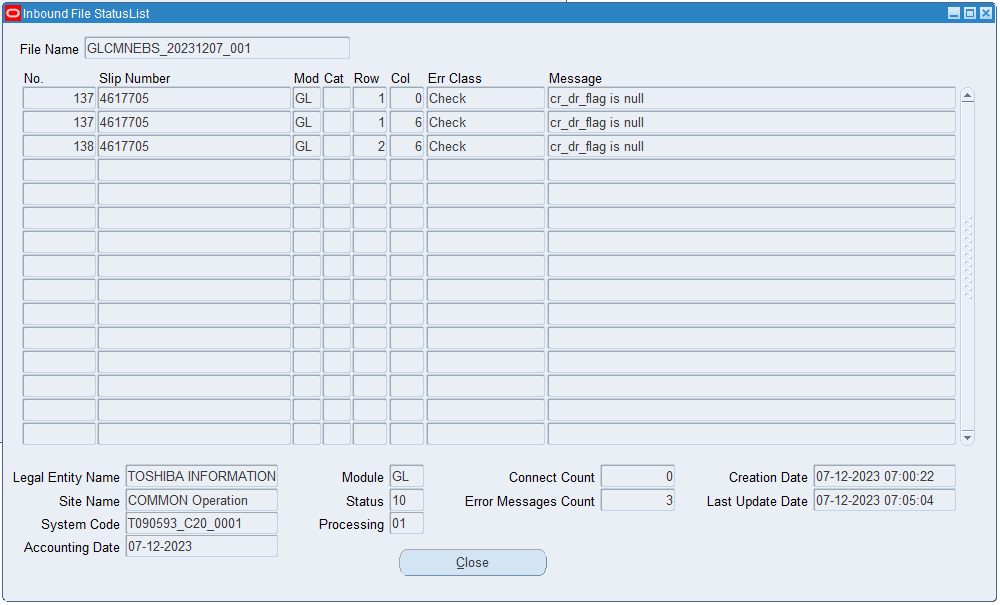 Inbound File StatusList
File Name GLCMNEBS_20231207_001
No. Slip Number Mod Cat Row Col Err Class Message
137 4617705 GL 1 0 Check cr_dr_flag is null
137 4617705 GL 1 6 Check cr_dr_flag is null
138 4617705 GL 2 6 Check cr_dr_flag is null
Legal Entity Name TOSHIBA INFORMATION Module GL Connect Count 0 Creation Date 07-12-2023 07:00:22
Site Name COMMON Operation Status 10 Error Messages Count 3 Last Update Date 07-12-2023 07:05:04
System Code T090593_C20_0001 Processing 01
Accounting Date 07-12-2023
Close